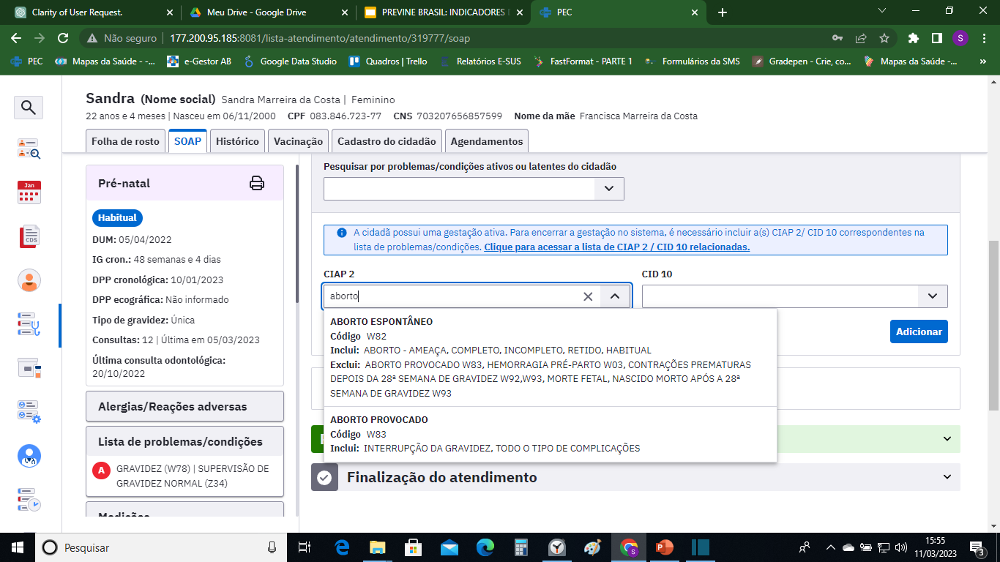 Clarity of User Request.
Meu Drive - Google Drive
PREVINE BRASIL: INDICADORES
PEC
Não seguro
177.200.95.185:8081/lista-atendimento/atendimento/319777/soap
S
PEC
Mapas da Saúde - -...
e-Gestor AB
Google Data Studio
Quadros | Trello
Relatórios E-SUS
FastFormat - PARTE 1
Formulários da SMS
Gradepen - Crie, co...
Mapas da Saúde -...
»
Sandra (Nome social) Sandra Marreira da Costa | Feminino
22 anos e 4 meses | Nasceu em 06/11/2000 CPF 083.846.723-77 CNS 703207656857599 Nome da mãe Francisca Marreira da Costa
Folha de rosto
SOAP
Histórico
Vacinação
Cadastro do cidadão
Agendamentos
Jan
CDS
Pré-natal
Habitual
DUM: 05/04/2022
IG cron.: 48 semanas e 4 dias
DPP cronológica: 10/01/2023
DPP ecográfica: Não informado
Tipo de gravidez: Única
Consultas: 12 | Última em 05/03/2023
Última consulta odontológica:
20/10/2022
Alergias/Reações adversas
Lista de problemas/condições
A
GRAVIDEZ (W78) | SUPERVISÃO DE
GRAVIDEZ NORMAL (Z34)
Medições
Pesquisar por problemas/condições ativos ou latentes do cidadão
A cidadã possui uma gestação ativa. Para encerrar a gestação no sistema, é necessário incluir a(s) CIAP 2/ CID 10 correspondentes na
lista de problemas/condições. Clique para acessar a lista de CIAP 2 / CID 10 relacionadas.
CIAP 2
CID 10
aborto
ABORTO ESPONTÂNEO
Código W82
Inclui: ABORTO - AMEAÇA, COMPLETO, INCOMPLETO, RETIDO, HABITUAL
Exclui: ABORTO PROVOCADO W83, HEMORRAGIA PRÉ-PARTO W03, CONTRAÇÕES PREMATURAS
DEPOIS DA 28ª SEMANA DE GRAVIDEZ W92,W93, MORTE FETAL, NASCIDO MORTO APÓS A 28ª
SEMANA DE GRAVIDEZ W93
ABORTO PROVOCADO
Código W83
Inclui: INTERRUPÇÃO DA GRAVIDEZ, TODO O TIPO DE COMPLICAÇÕES
Adicionar
Finalização do atendimento
Pesquisar
S
P
15:55
11/03/2023
3